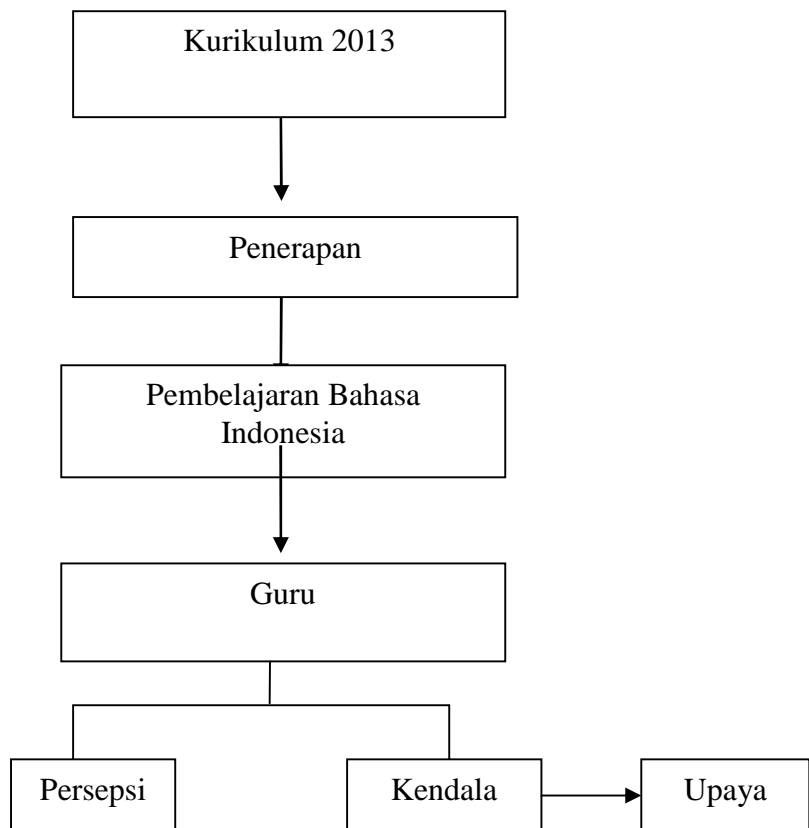 Kurikulum 2013
Penerapan
Pembelajaran Bahasa
Indonesia
Guru
Persepsi
Kendala
Upaya